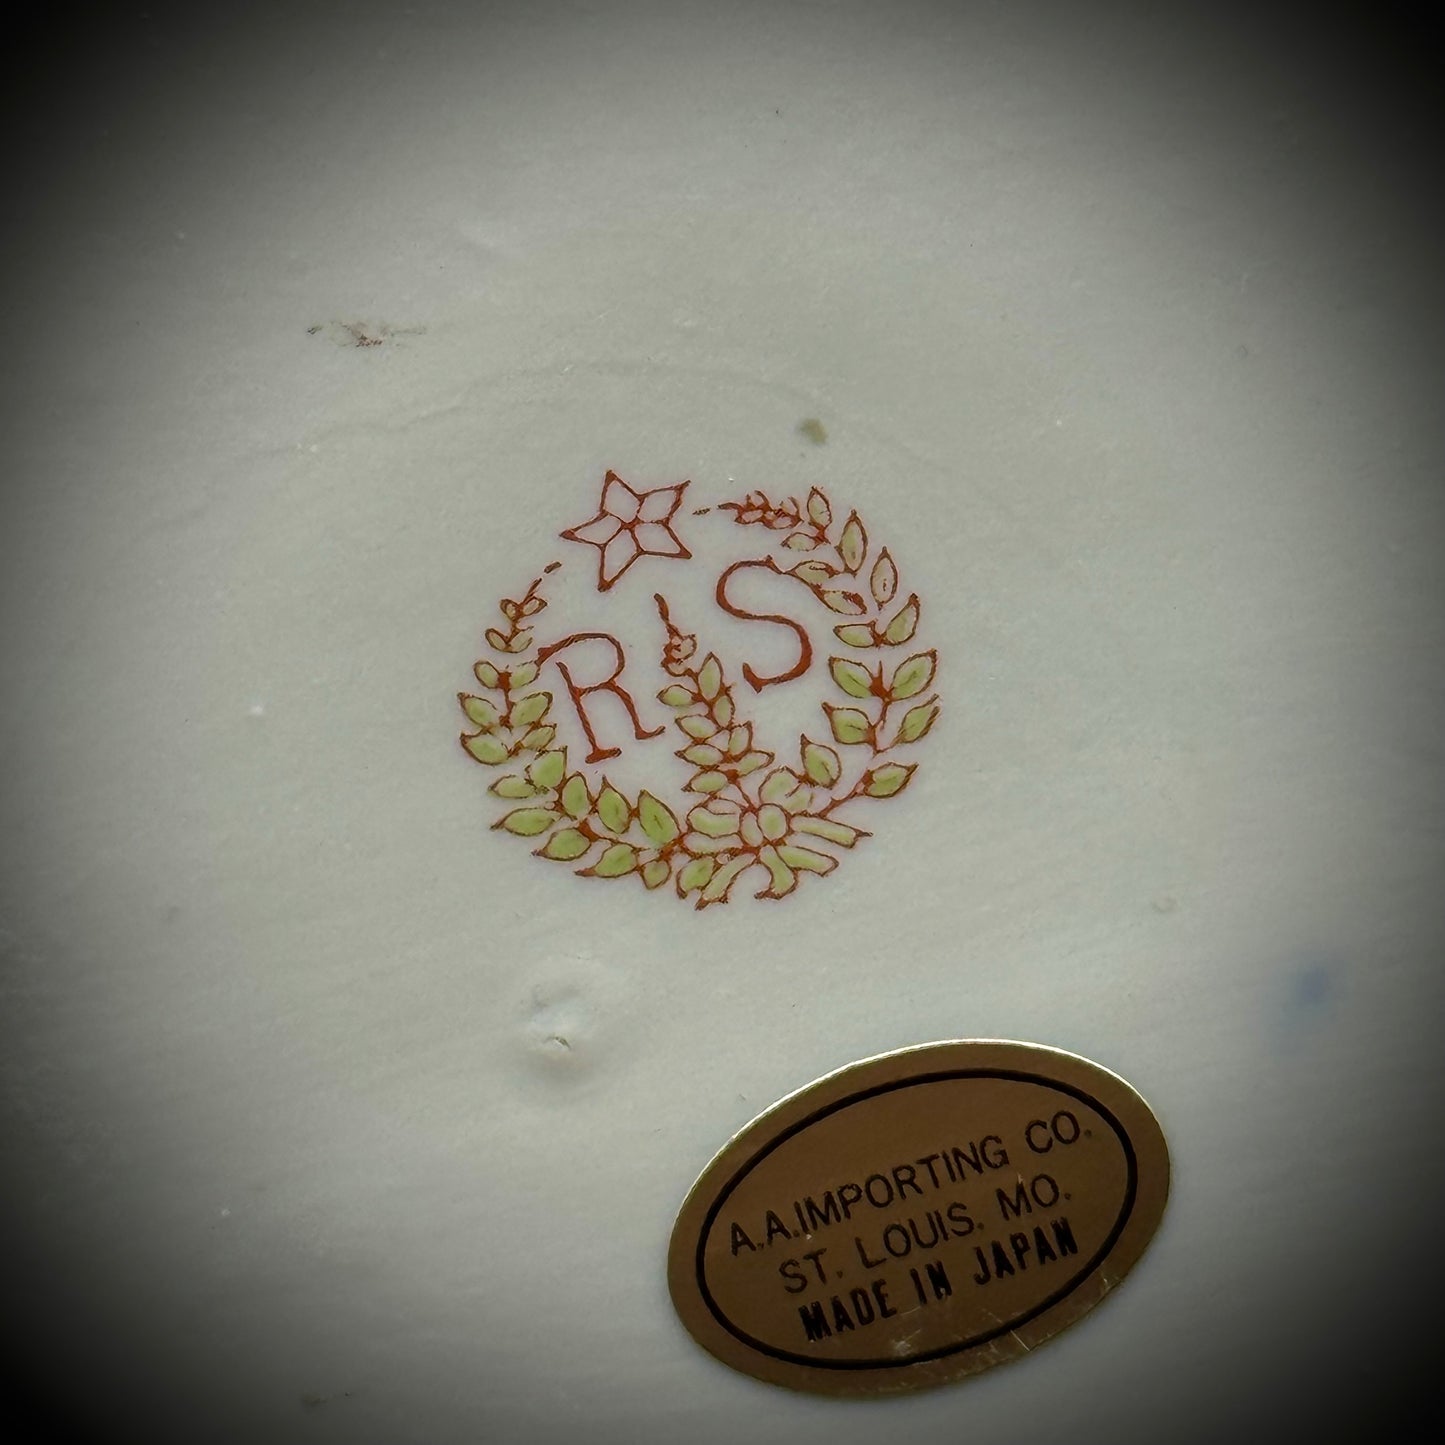 R S
A.A.IMPORTING CO.
ST. LOUIS. MO.
MADE IN JAPAN